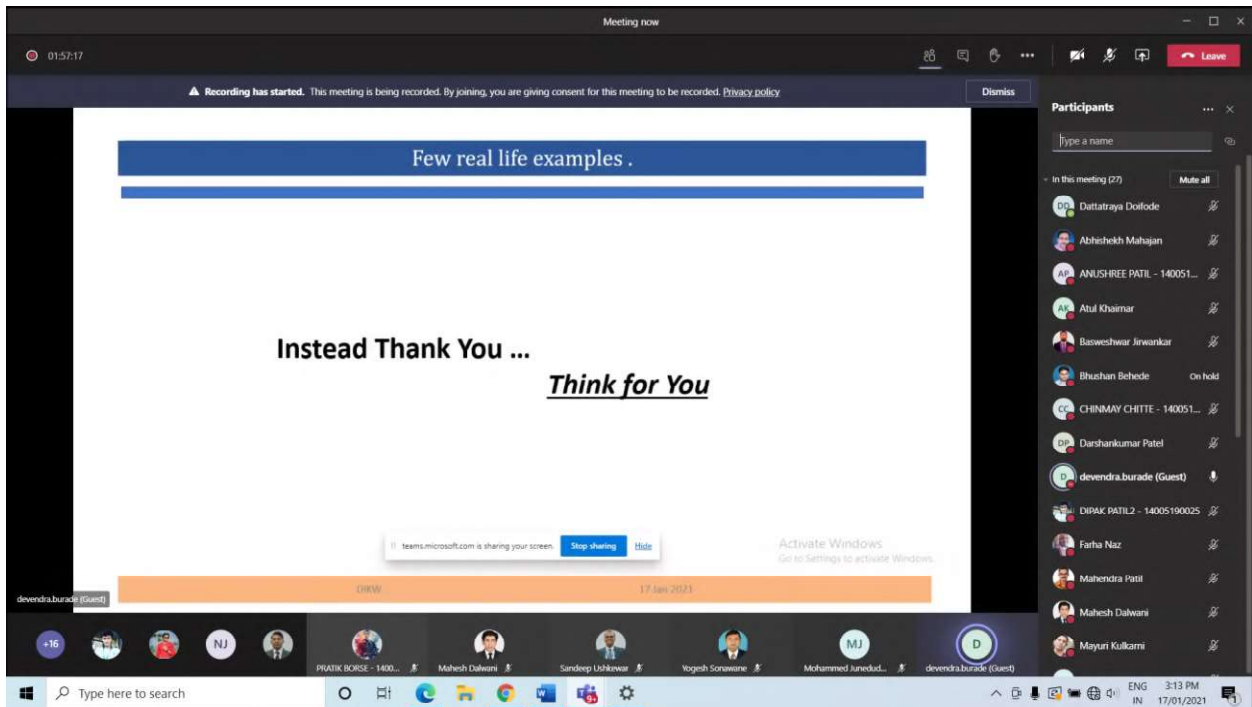 Meeting now
01:57:17
Leave
Recording has started. This meeting is being recorded. By joining, you are giving consent for this meeting to be recorded. Privacy policy
Dismiss
Few real life examples .
Instead Thank You ...
Think for You
teams.microsoft.com is sharing your screen.
Stop sharing
Hide
Activate Windows
Go to Settings to activate Windows.
DIKW
17 Jan 2021
devendra.burade (Guest)
Participants
Type a name
In this meeting (27)
Mute all
DD
Dattatraya Doifode
Abhishekh Mahajan
AP
ANUSHREE PATIL - 140051...
AK
Atul Khairnar
Basweshwar Jirwankar
Bhushan Behede
On hold
CC
CHINMAY CHITTE - 140051...
DP
Darshankumar Patel
D
devendra.burade (Guest)
DIPAK PATIL2 - 14005190025
Farha Naz
Mahendra Patil
Mahesh Dalwani
Mayuri Kulkarni
+16
NJ
PRATIK BORSE - 1400...
Mahesh Dalwani
Sandeep Ushkewar
Yogesh Sonawane
MJ
Mohammed Junedud...
D
devendra.burade (Guest)
Type here to search
ENG
IN
3:13 PM
17/01/2021